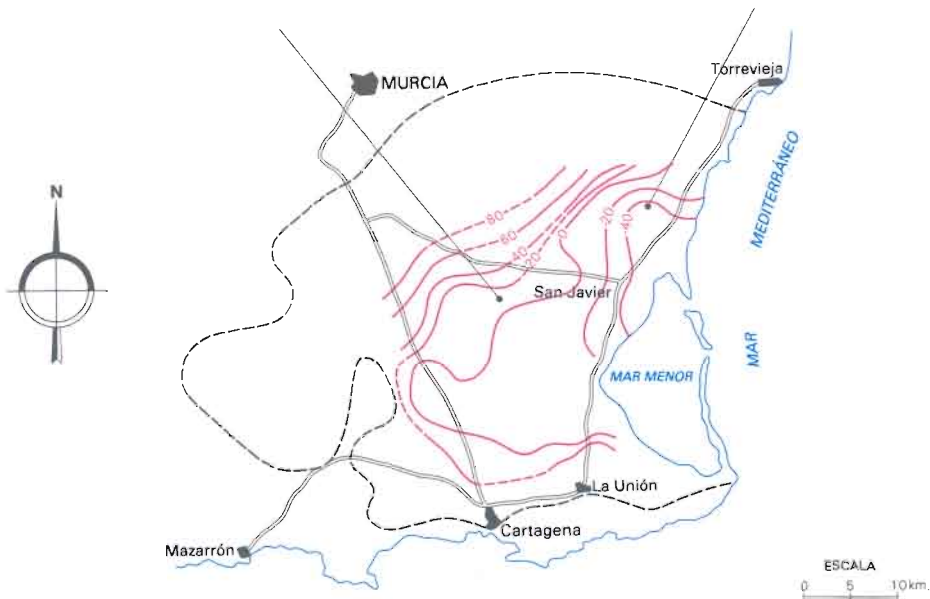 Torrevieja
MURCIA
MEDITERRÁNEO
N
80
60
40
20
0
-20
-40
San Javier
MAR
MAR MENOR
La Unión
Cartagena
Mazarrón
ESCALA
0 5 10 km.